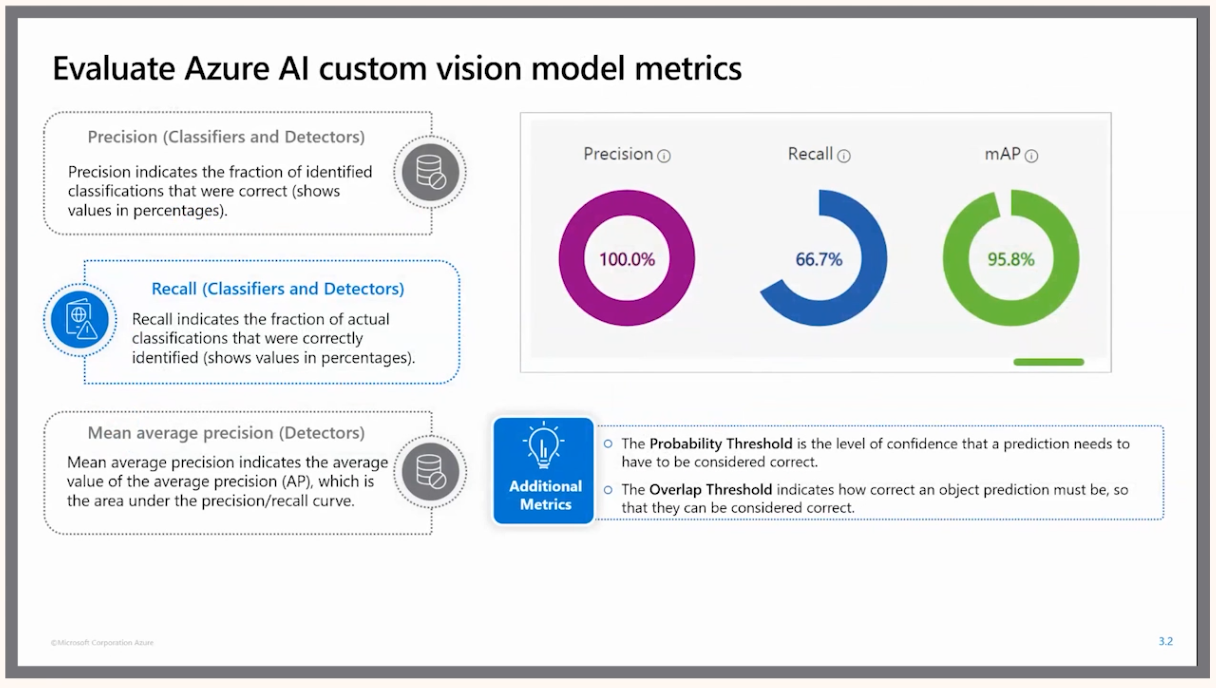 Evaluate Azure AI custom vision model metrics
Precision (Classifiers and Detectors)
Precision indicates the fraction of identified
classifications that were correct (shows
values in percentages).
Recall (Classifiers and Detectors)
Recall indicates the fraction of actual
classifications that were correctly
identified (shows values in percentages).
Mean average precision (Detectors)
Mean average precision indicates the average
value of the average precision (AP), which is
the area under the precision/recall curve.
Precision
Recall
mAP
100.0%
66.7%
95.8%
Additional
Metrics
The Probability Threshold is the level of confidence that a prediction needs to
have to be considered correct.
The Overlap Threshold indicates how correct an object prediction must be, so
that they can be considered correct.
©Microsoft Corporation Azure
3.2